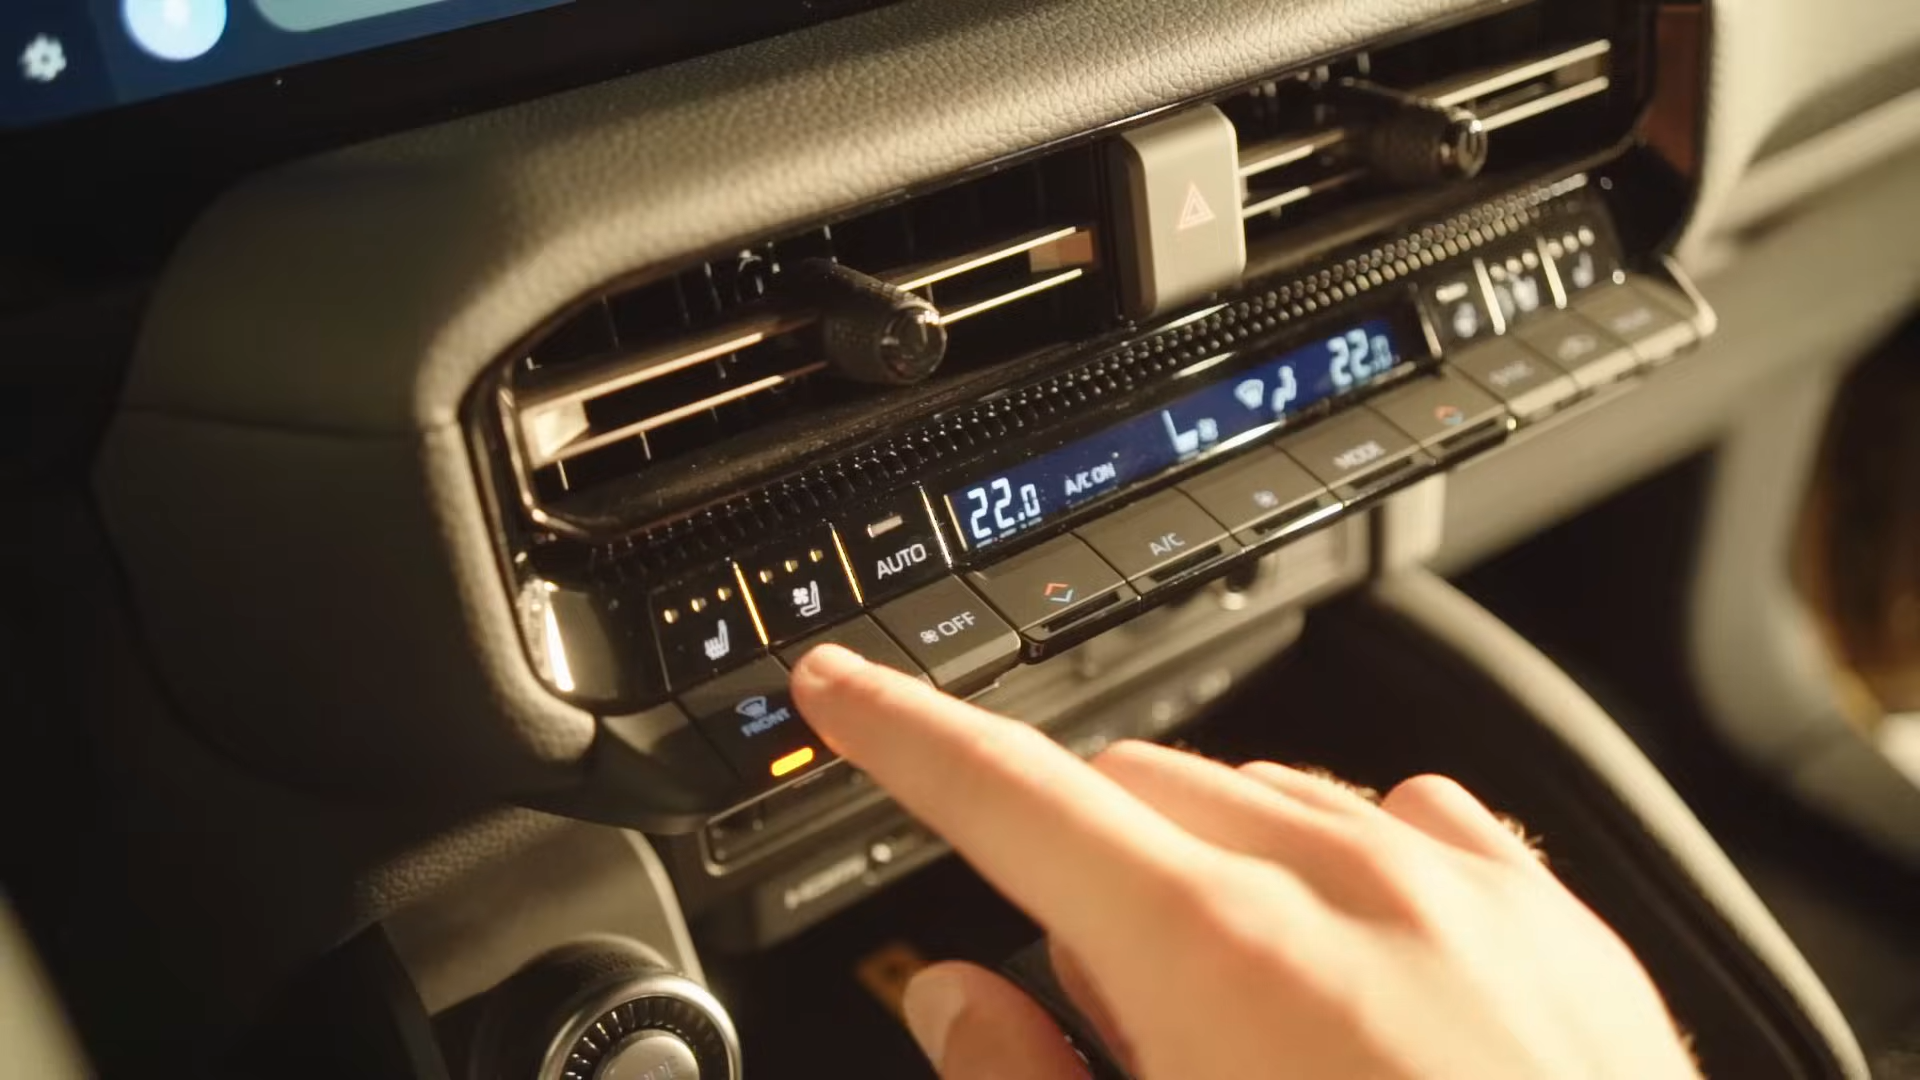 22.0
A/C ON
22.0
AUTO
MODE
A/C
OFF
FRONT